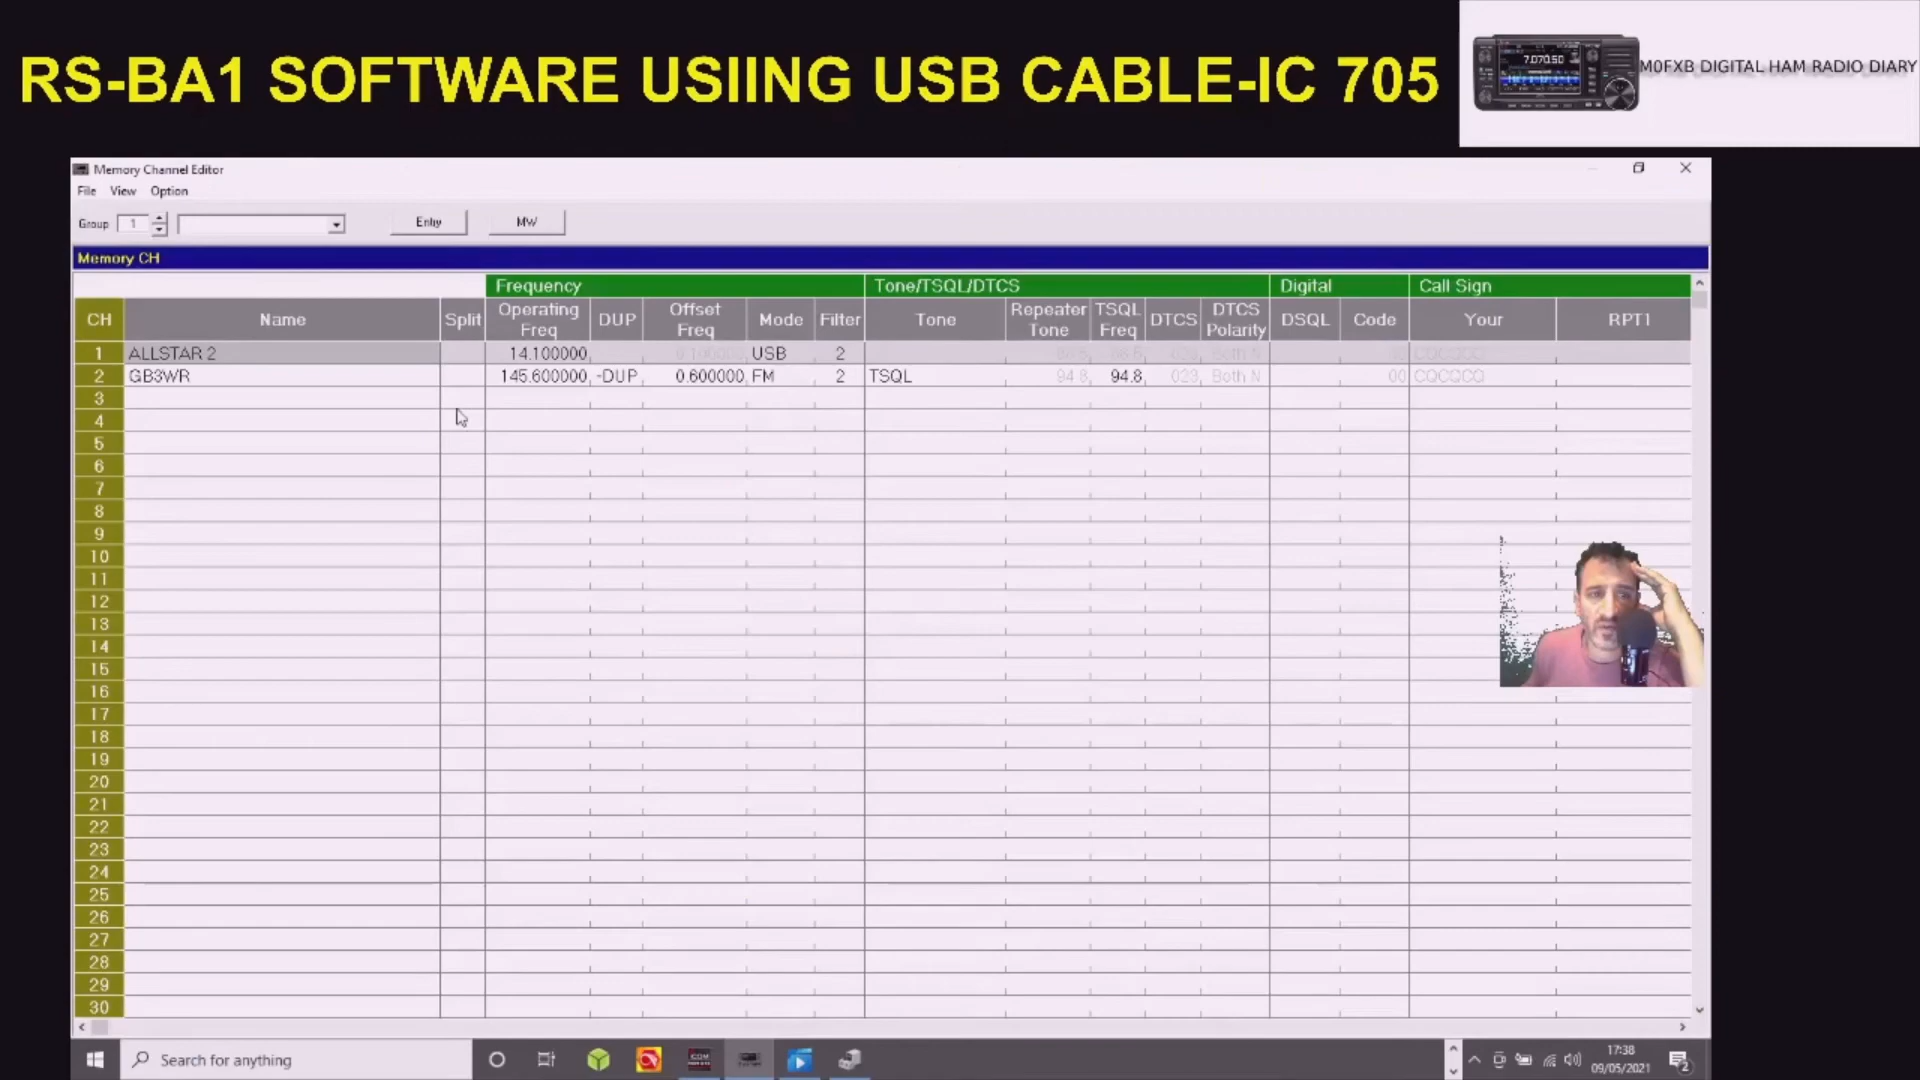 RS-BA1 SOFTWARE USIING USB CABLE-IC 705
7.070.50
M0FXB DIGITAL HAM RADIO DIARY
Memory Channel Editor
File View Option
Group 1 Entry MW
Memory CH
Frequency Tone/TSQL/DTCS Digital Call Sign
CH Name Split Operating Freq DUP Offset Freq Mode Filter Tone Repeater Tone TSQL Freq DTCS DTCS Polarity DSQL Code Your RPT1
1 ALLSTAR 2 14.100000, USB 2 Both N CQCQCQ
2 GB3WR 145.600000, -DUP, 0.600000, FM 2 TSQL 94.8, 94.8, 023, Both N 00 CQCQCQ
3
4
5
6
7
8
9
10
11
12
13
14
15
16
17
18
19
20
21
22
23
24
25
26
27
28
29
30
Search for anything
17:38
09/05/2021
2